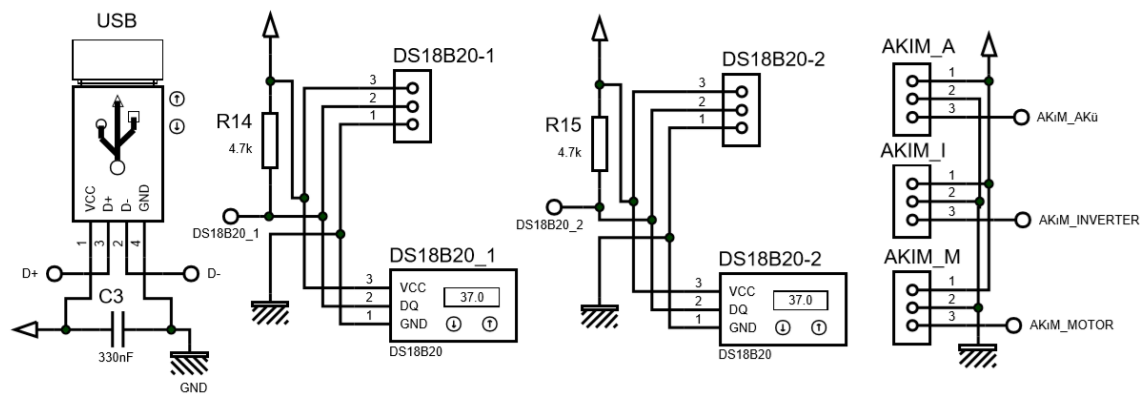 USB
VCC
D+
D-
GND
1
3
2
4
D+
D-
C3
330nF
GND
R14
4.7k
DS18B20_1
DS18B20-1
3
2
1
DS18B20_1
3
2
1
VCC
DQ
GND
37.0
DS18B20
R15
4.7k
DS18B20_2
DS18B20-2
3
2
1
DS18B20-2
3
2
1
VCC
DQ
GND
37.0
DS18B20
AKIM_A
1
2
3
AKıM_AKü
AKIM_I
1
2
3
AKıM_INVERTER
AKIM_M
1
2
3
AKıM_MOTOR